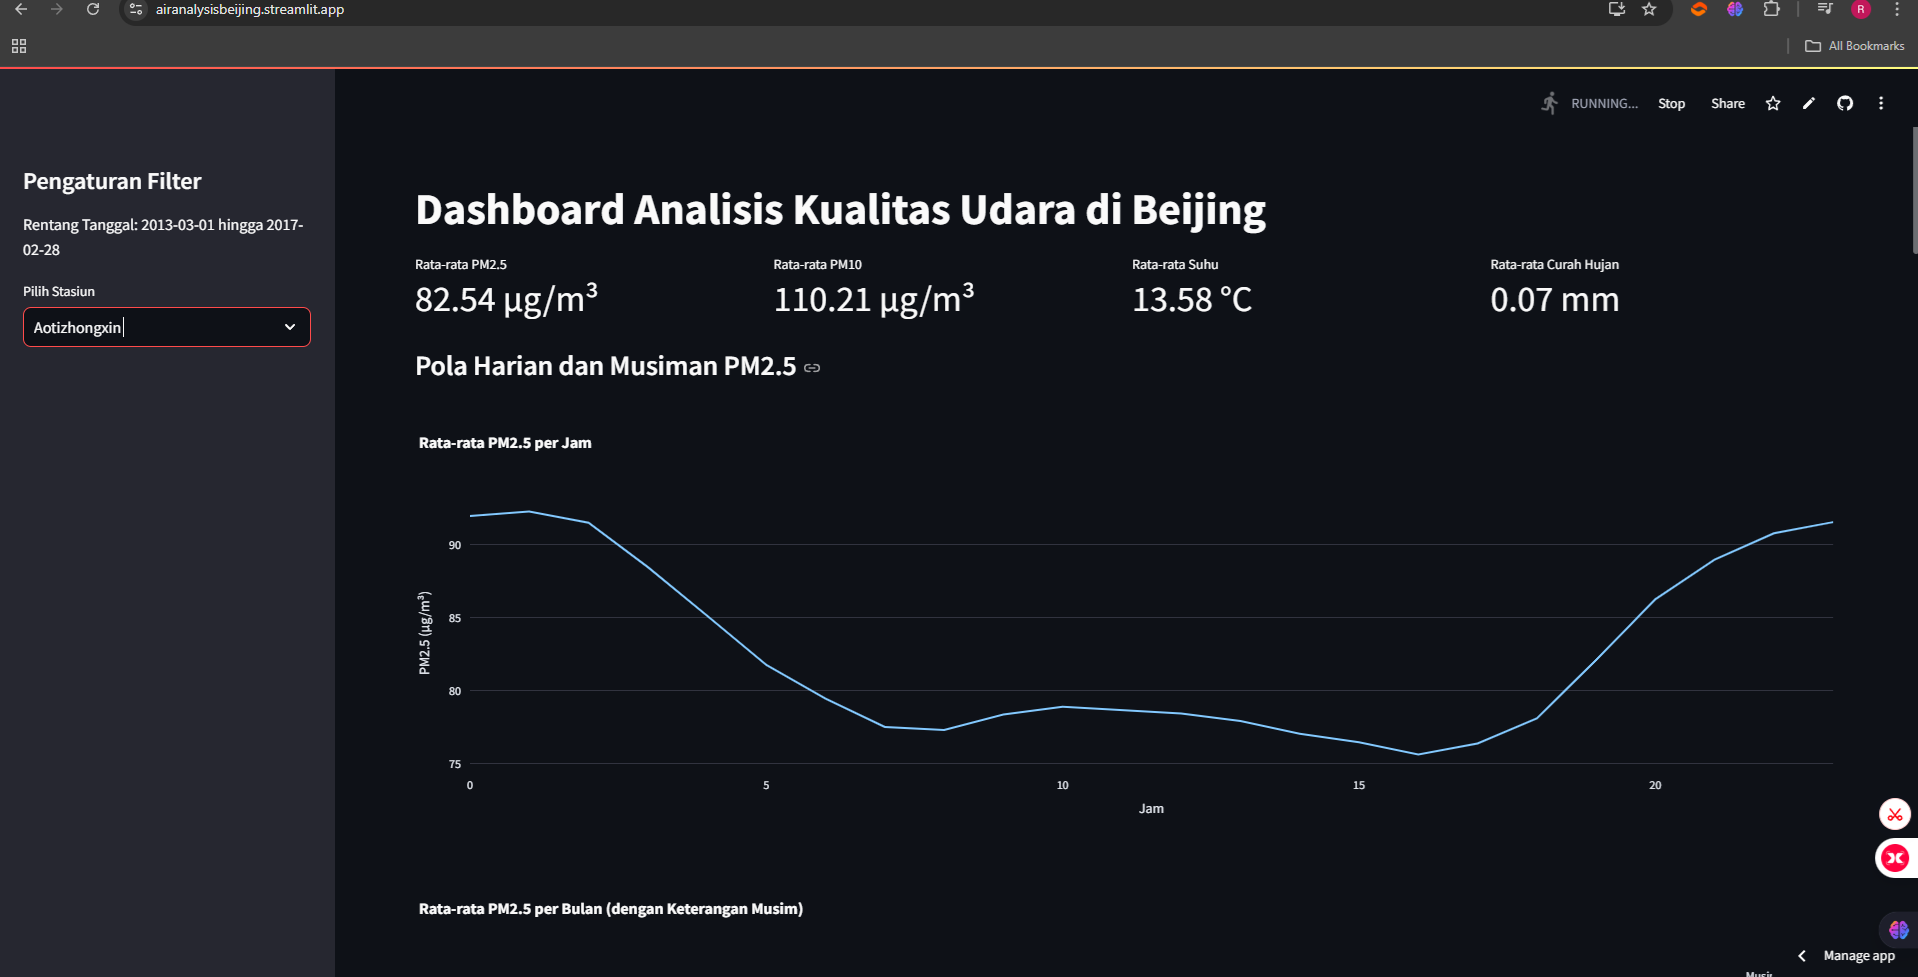 airanalysisbeijing.streamlit.app
R
All Bookmarks
RUNNING...
Stop
Share
Pengaturan Filter
Rentang Tanggal: 2013-03-01 hingga 2017-
02-28
Pilih Stasiun
Aotizhongxin
Dashboard Analisis Kualitas Udara di Beijing
Rata-rata PM2.5
82.54 µg/m³
Rata-rata PM10
110.21 µg/m³
Rata-rata Suhu
13.58 °C
Rata-rata Curah Hujan
0.07 mm
Pola Harian dan Musiman PM2.5
Rata-rata PM2.5 per Jam
PM2.5 (µg/m³)
90
85
80
75
0
5
10
15
20
Jam
Rata-rata PM2.5 per Bulan (dengan Keterangan Musim)
Manage app